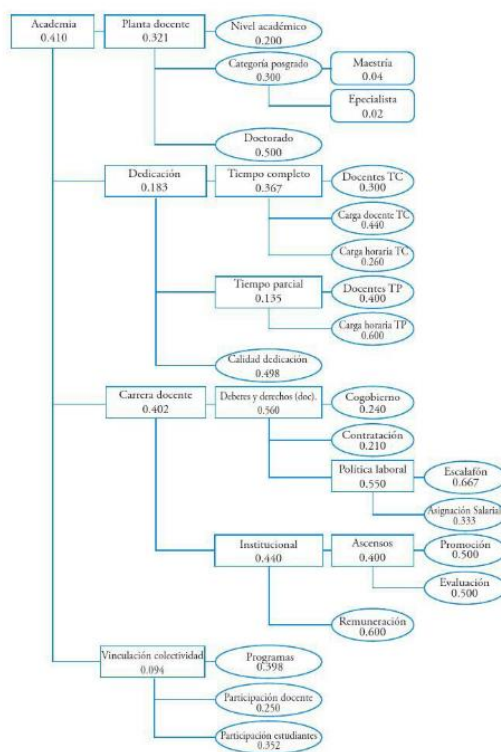 Academia
0.410
Planta docente
0.321
Nivel académico
0.200
Categoría posgrado
0.300
Maestría
0.04
Epecialista
0.02
Doctorado
0.500
Dedicación
0.183
Tiempo completo
0.367
Docentes TC
0.300
Carga docente TC
0.440
Carga horaria TC
0.260
Tiempo parcial
0.135
Docentes TP
0.400
Carga horaria TP
0.600
Calidad dedicación
0.498
Carrera docente
0.402
Deberes y derechos (doc).
0.560
Cogobierno
0.240
Contratación
0.210
Política laboral
0.550
Escalafón
0.667
Asignación Salarial
0.333
Institucional
0.440
Ascensos
0.400
Promoción
0.500
Evaluación
0.500
Remuneración
0.600
Vinculación colectividad
0.094
Programas
0.398
Participación docente
0.250
Participación estudiantes
0.352